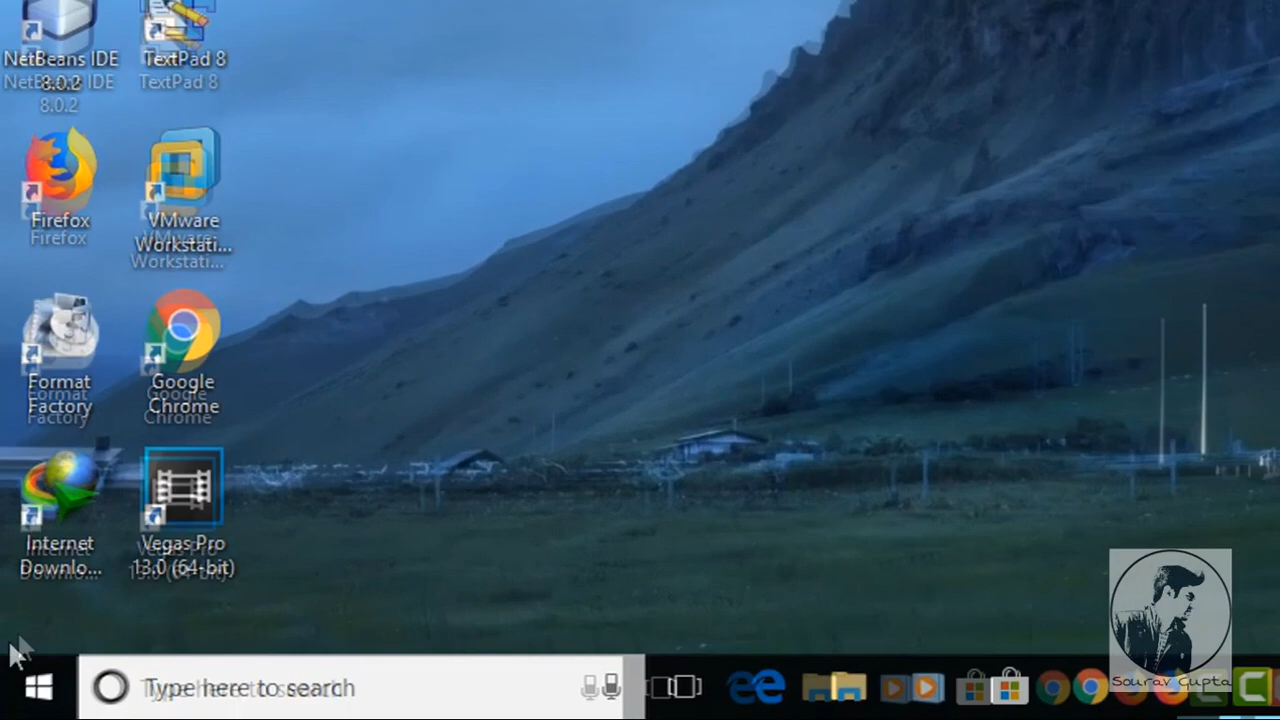 NetBeans IDE
8.0.2
TextPad 8
Firefox
VMware
Workstati...
Format
Factory
Google
Chrome
Internet
Downlo...
Vegas Pro
13.0 (64-bit)
Type here to search
Sourav Gupta